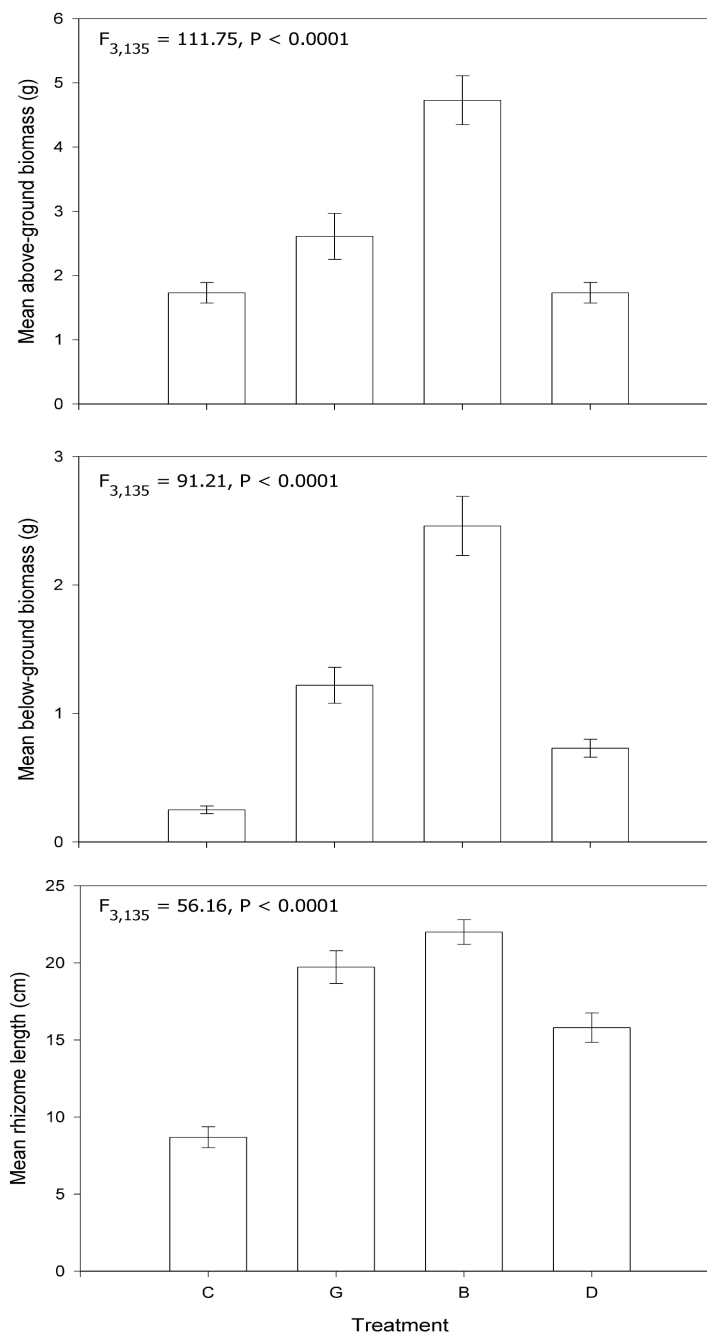 F3,135 = 111.75, P < 0.0001
Mean above-ground biomass (g)
6
5
4
3
2
1
0
F3,135 = 91.21, P < 0.0001
Mean below-ground biomass (g)
3
2
1
0
F3,135 = 56.16, P < 0.0001
Mean rhizome length (cm)
25
20
15
10
5
0
C G B D
Treatment